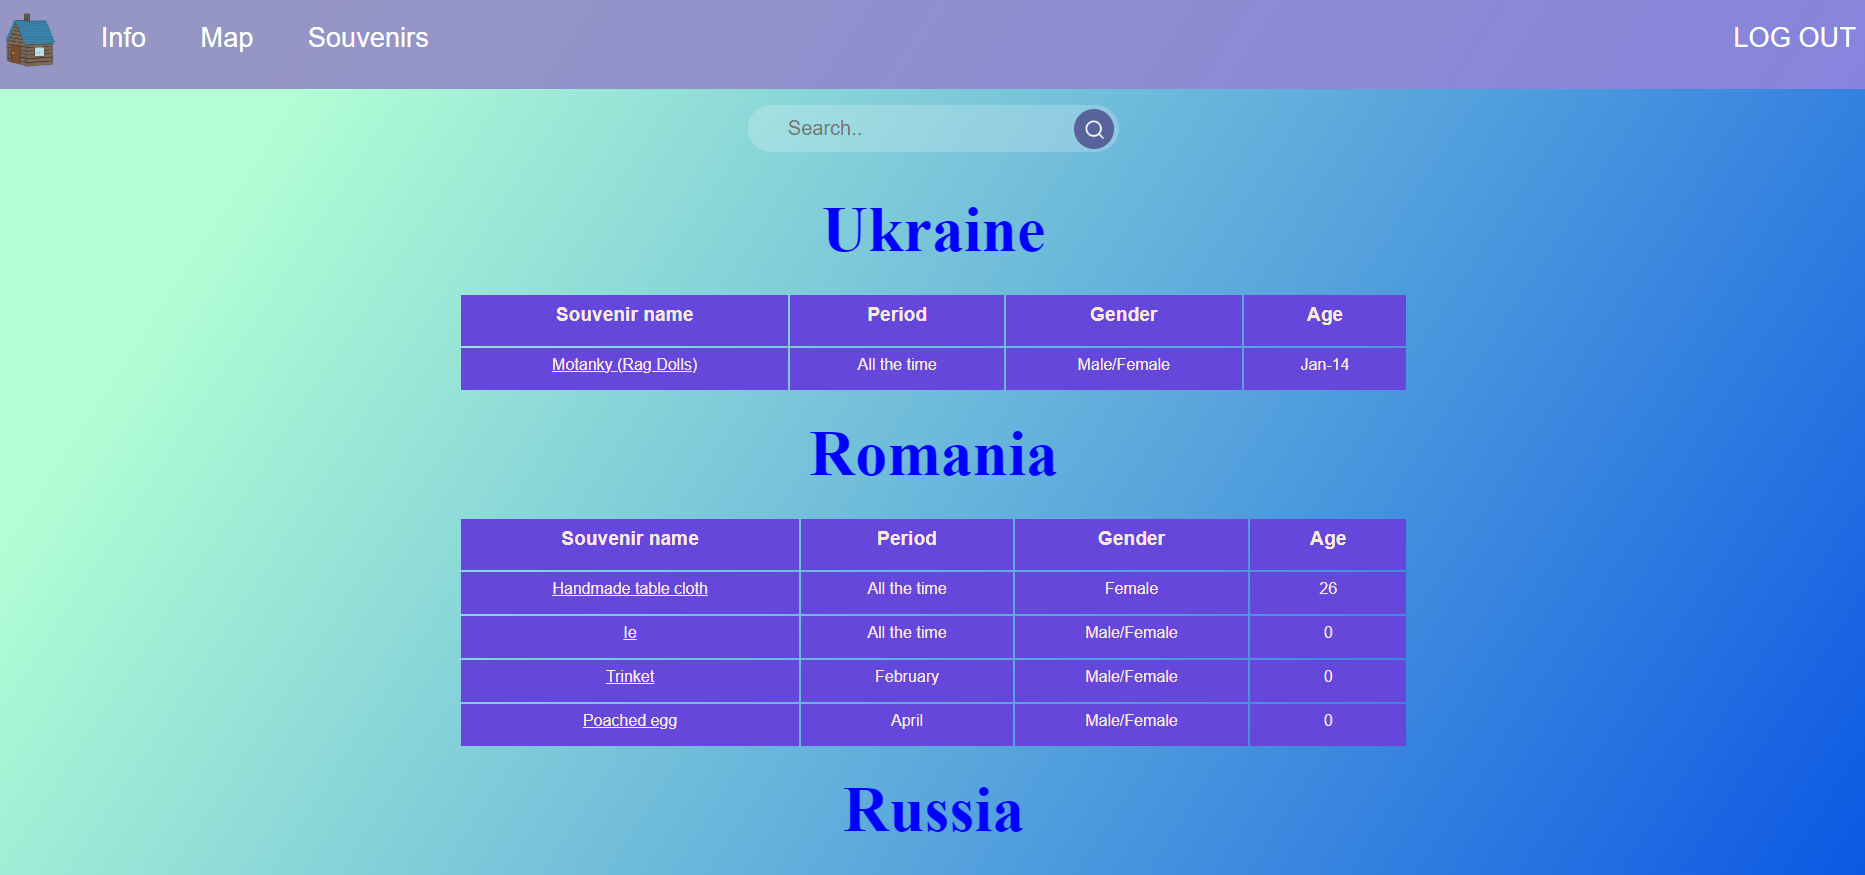 Info Map Souvenirs LOG OUT
Search..
Ukraine
Souvenir name Period Gender Age
Motanky (Rag Dolls) All the time Male/Female Jan-14
Romania
Souvenir name Period Gender Age
Handmade table cloth All the time Female 26
Ie All the time Male/Female 0
Trinket February Male/Female 0
Poached egg April Male/Female 0
Russia